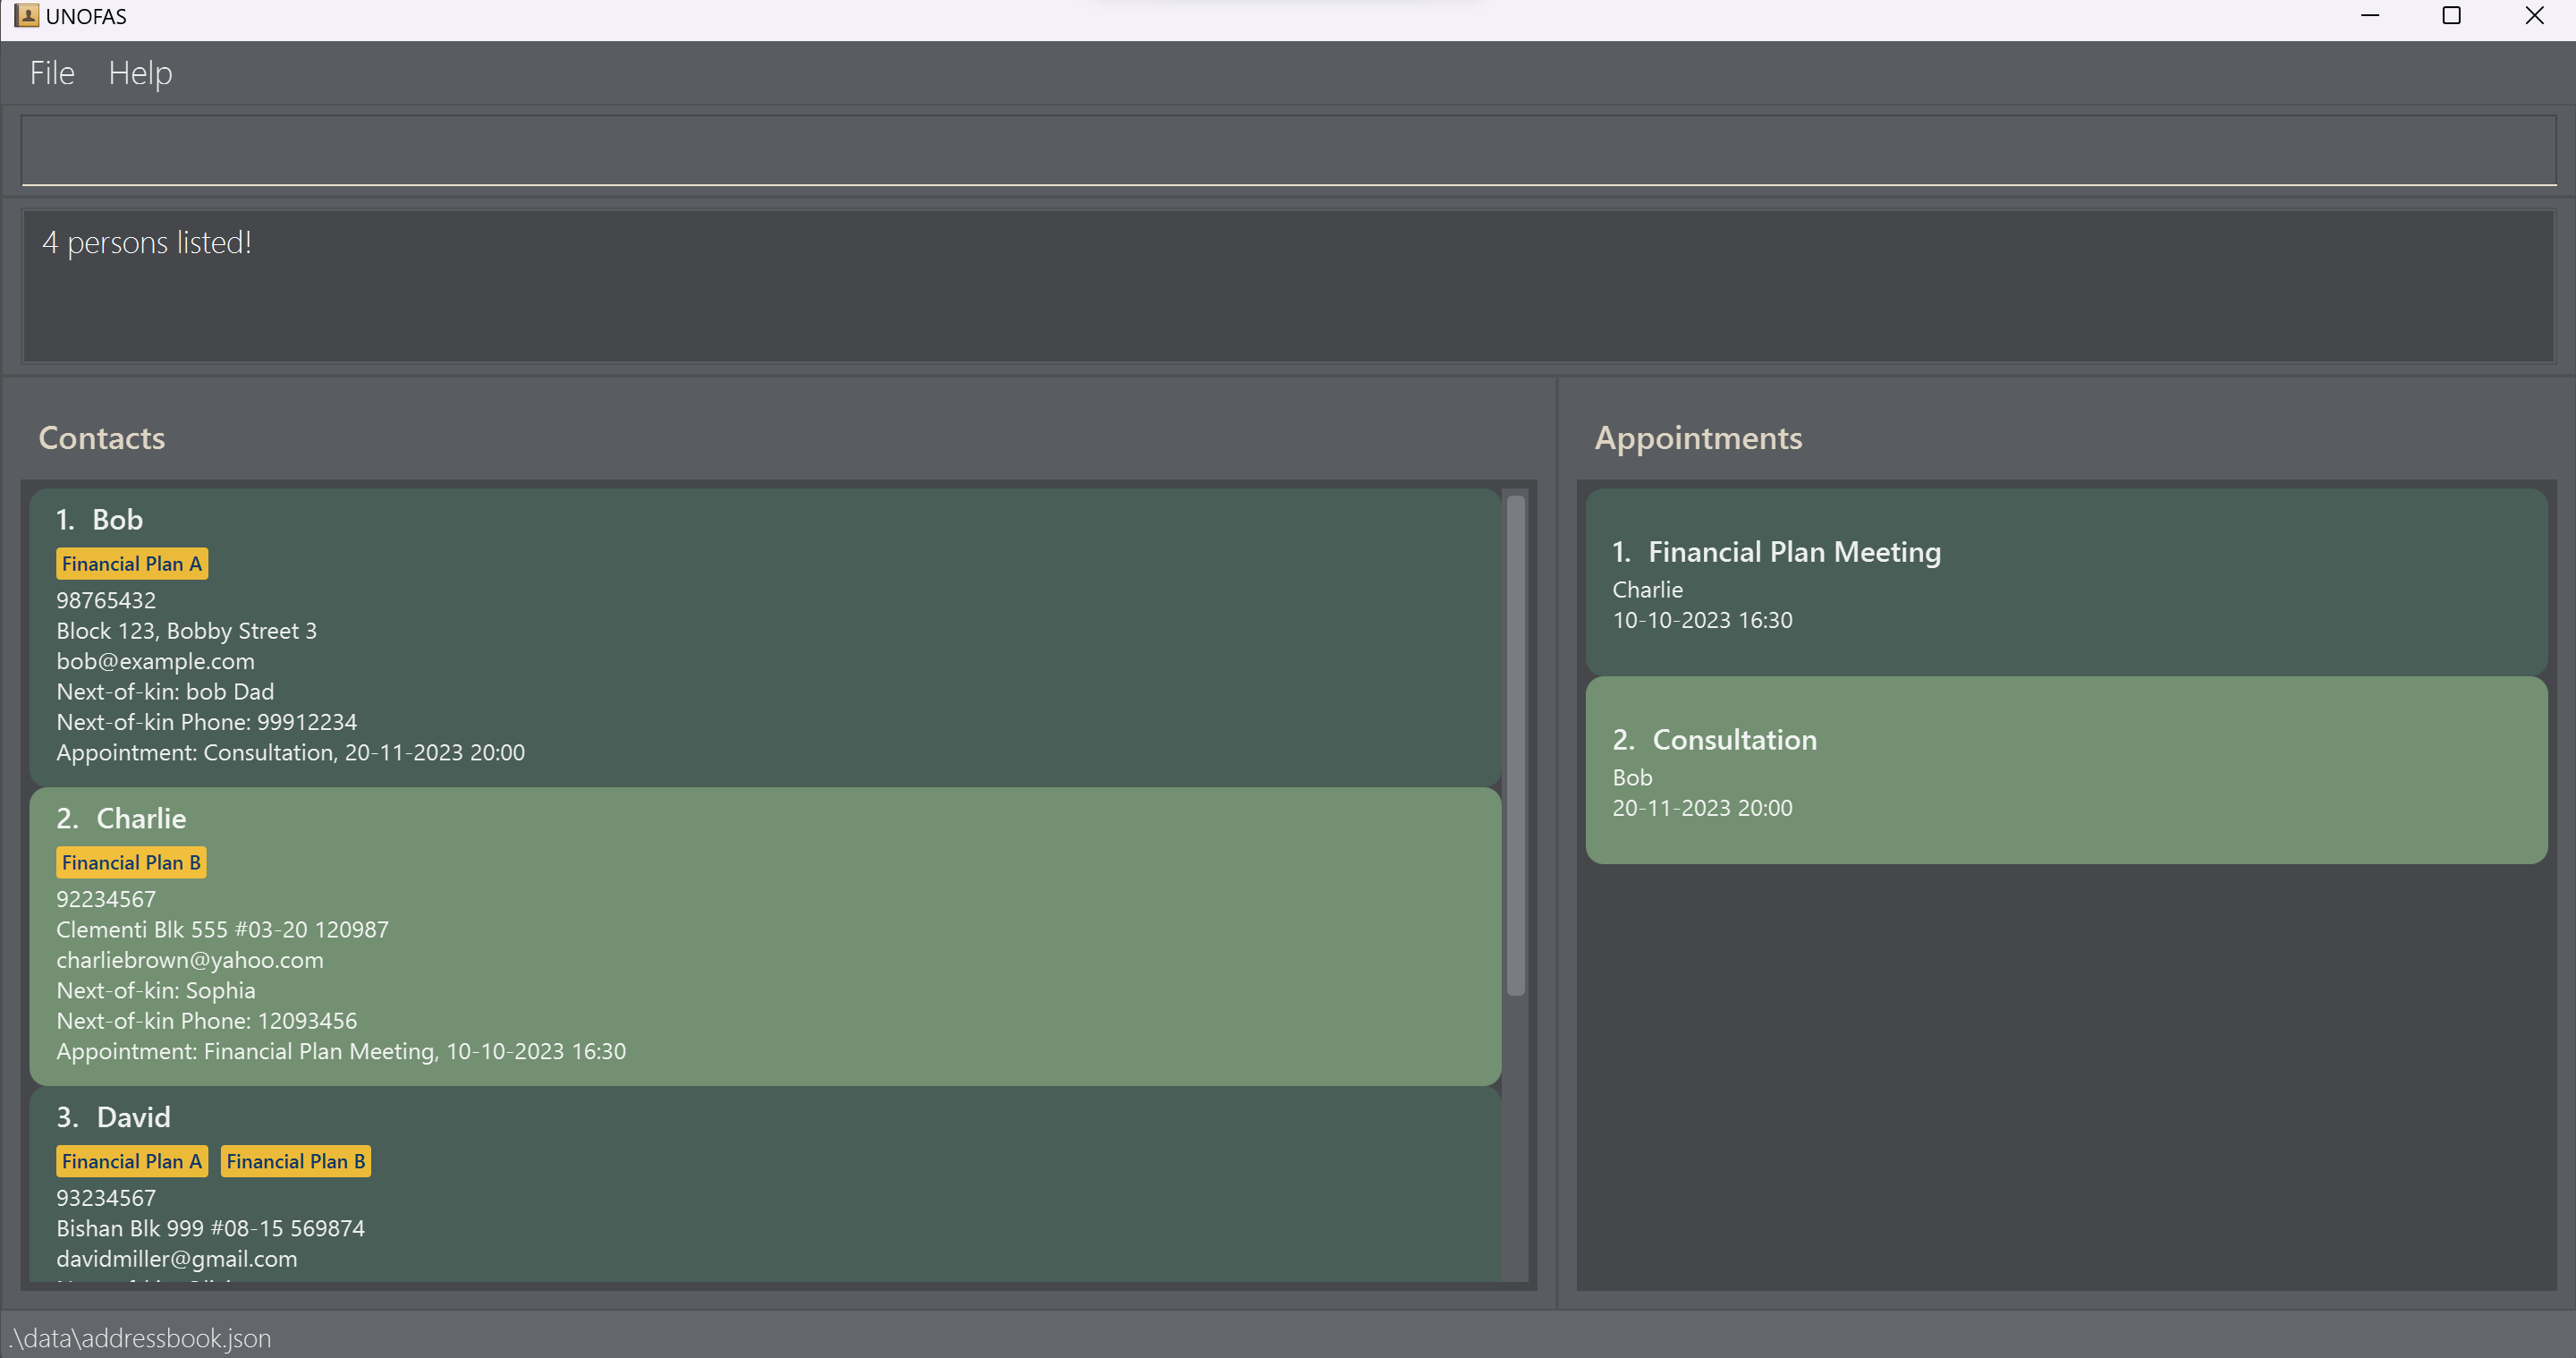 UNOFAS
File Help
4 persons listed!
Contacts
1. Bob
Financial Plan A
98765432
Block 123, Bobby Street 3
bob@example.com
Next-of-kin: bob Dad
Next-of-kin Phone: 99912234
Appointment: Consultation, 20-11-2023 20:00
2. Charlie
Financial Plan B
92234567
Clementi Blk 555 #03-20 120987
charliebrown@yahoo.com
Next-of-kin: Sophia
Next-of-kin Phone: 12093456
Appointment: Financial Plan Meeting, 10-10-2023 16:30
3. David
Financial Plan A Financial Plan B
93234567
Bishan Blk 999 #08-15 569874
davidmiller@gmail.com
Appointments
1. Financial Plan Meeting
Charlie
10-10-2023 16:30
2. Consultation
Bob
20-11-2023 20:00
.\data\addressbook.json